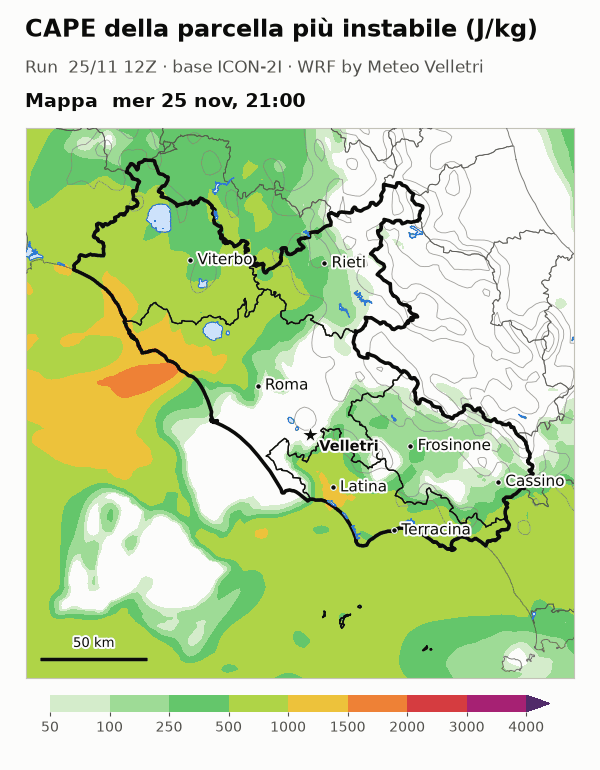 CAPE della parcella più instabile (J/kg)
Run 25/11 12Z · base ICON-2I · WRF by Meteo Velletri
Mappa mer 25 nov, 21:00
Viterbo
Rieti
Roma
Velletri
Frosinone
Latina
Cassino
Terracina
50 km
50 100 250 500 1000 1500 2000 3000 4000